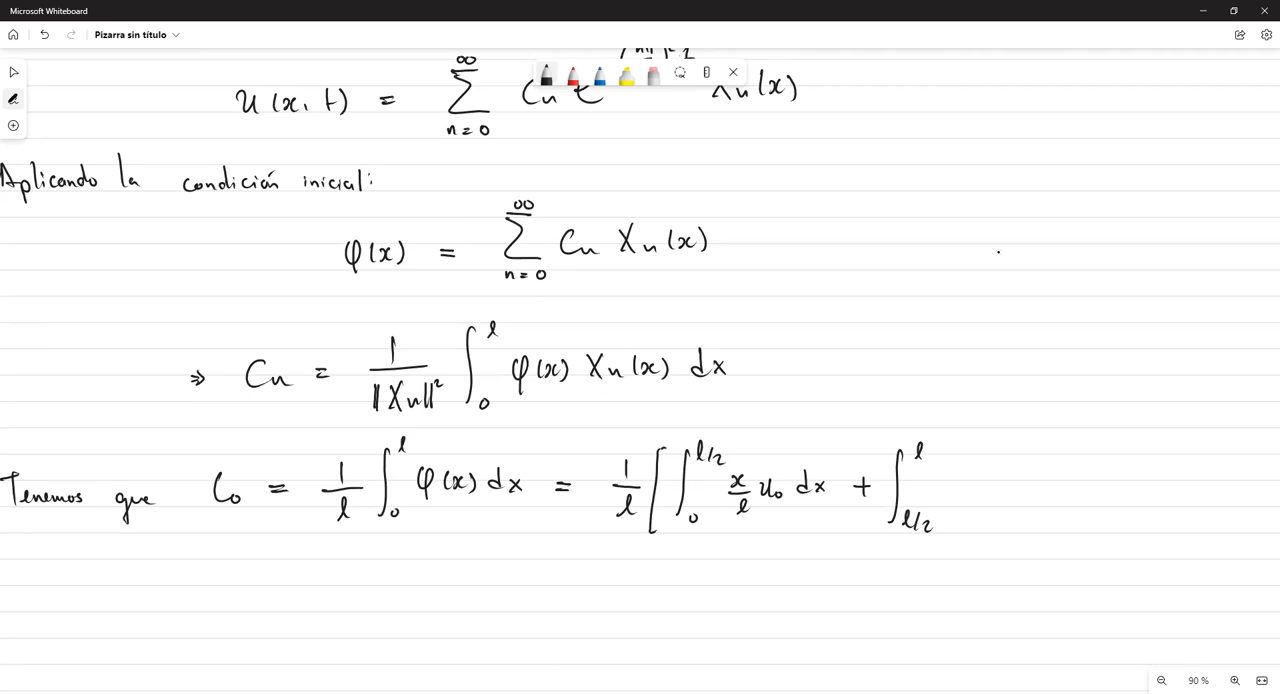 Microsoft Whiteboard
Pizarra sin título
u(x, t) = ∑_{n=0}^{∞} Cn e Xn(x)
Aplicando la condición inicial:
φ(x) = ∑_{n=0}^{∞} Cn Xn(x)
⇒ Cn = 1/||Xn||² ∫_0^l φ(x) Xn(x) dx
Tenemos que C0 = 1/l ∫_0^l φ(x) dx = 1/l [ ∫_0^{l/2} x/l u0 dx + ∫_{l/2}^l
90 %